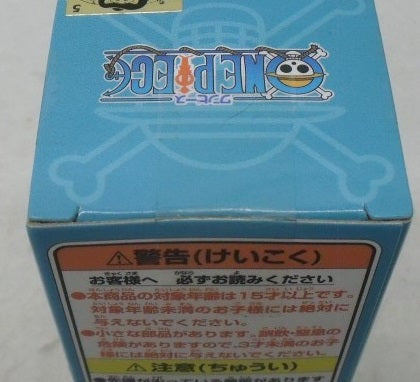 ONE PIECE
ワンピース
5
⚠警告(けいこく)
お客様へ 必ずお読みください
●本商品の対象年齢は15才以上です。
対象年齢未満のお子様には絶対に
与えないでください。
●小さな部品があります。誤飲・窒息の
危険がありますので、3才未満のお子
様には絶対に与えないでください。
⚠注意(ちゅうい)